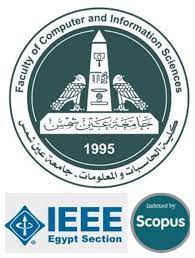 Faculty of Computer and Information Sciences
جامعة عين شمس
1995
كلية الحاسبات والمعلومات - جامعة عين شمس
IEEE
Egypt Section
Indexed by
Scopus